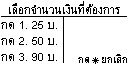 เลือกจำนวนเงินที่ต้องการ
กด 1. 25 บ.
กด 2. 50 บ.
กด 3. 90 บ. กด * ยกเลิก